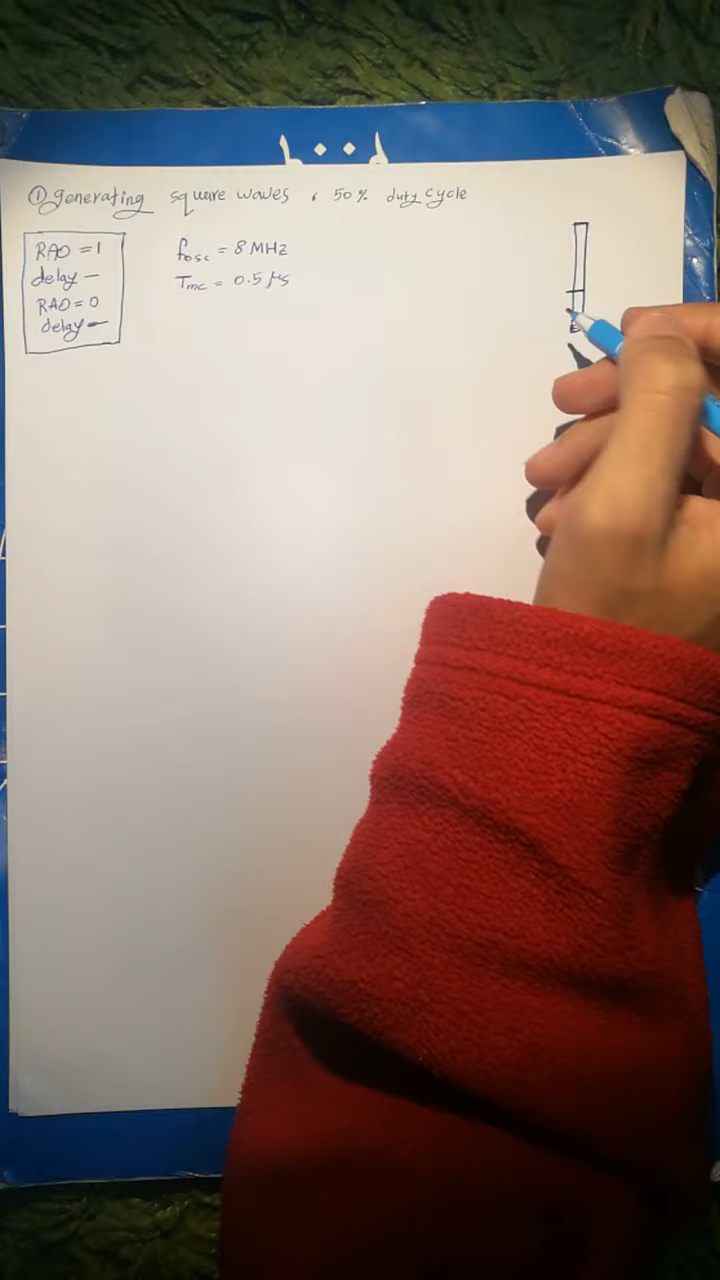 ① generating square waves , 50% duty cycle
RA0 = 1
delay —
RA0 = 0
delay —
fosc = 8 MHz
Tmc = 0.5 μs